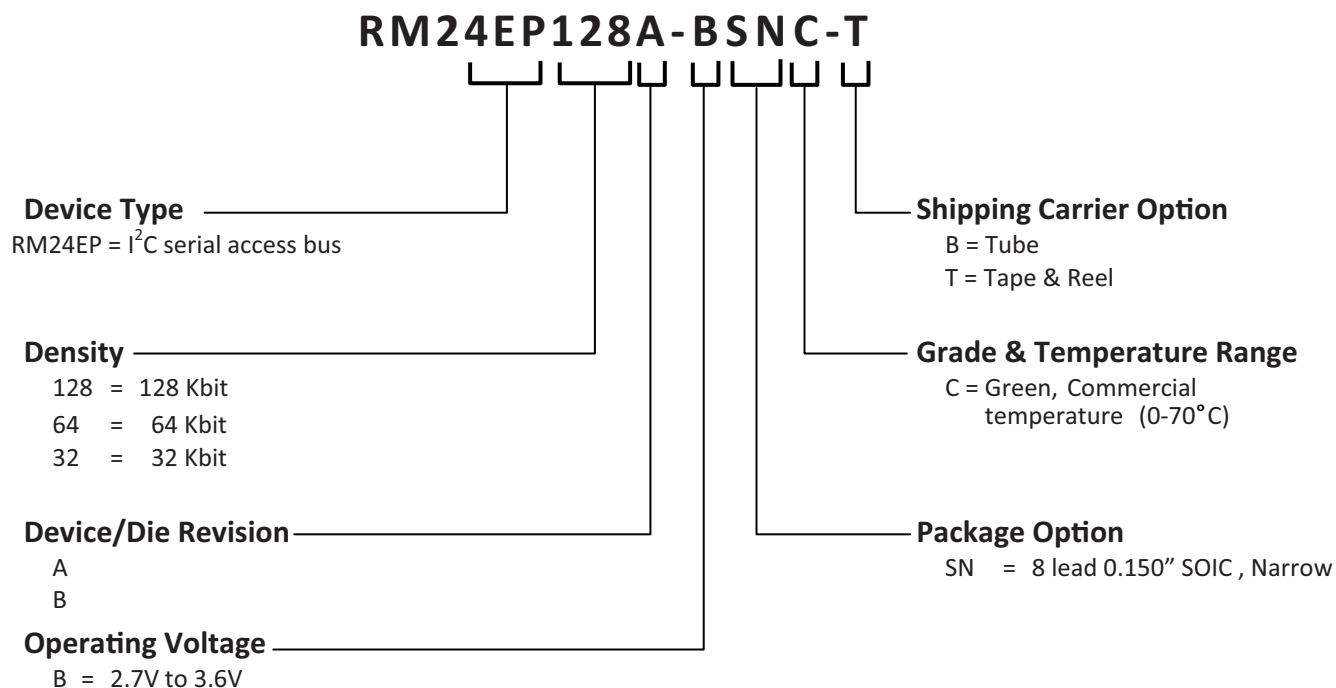 RM24EP128A-BSNC-T
Device Type
RM24EP = I²C serial access bus
Density
128 = 128 Kbit
64 = 64 Kbit
32 = 32 Kbit
Device/Die Revision
A
B
Operating Voltage
B = 2.7V to 3.6V
Shipping Carrier Option
B = Tube
T = Tape & Reel
Grade & Temperature Range
C = Green, Commercial
temperature (0-70°C)
Package Option
SN = 8 lead 0.150” SOIC , Narrow